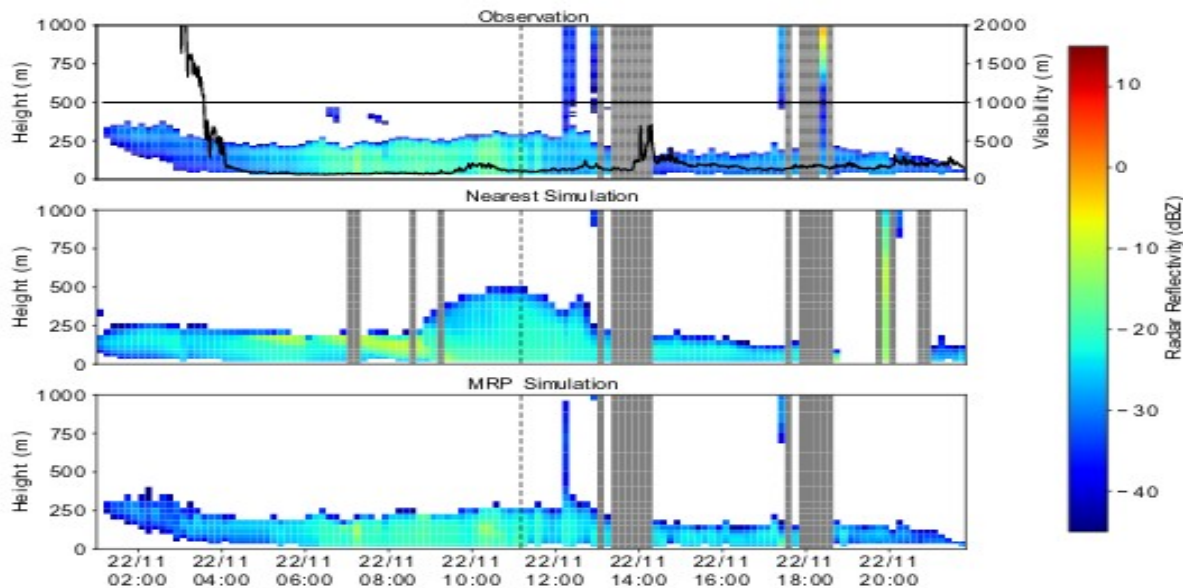 Observation
1000
750
500
250
0
Height (m)
2000
1500
1000
500
0
Visibility (m)
Nearest Simulation
1000
750
500
250
0
Height (m)
MRP Simulation
1000
750
500
250
0
Height (m)
22/11 22/11 22/11 22/11 22/11 22/11 22/11 22/11 22/11 22/11
02:00 04:00 06:00 08:00 10:00 12:00 14:00 16:00 18:00 20:00
10
0
−10
−20
−30
−40
Radar Reflectivity (dBZ)